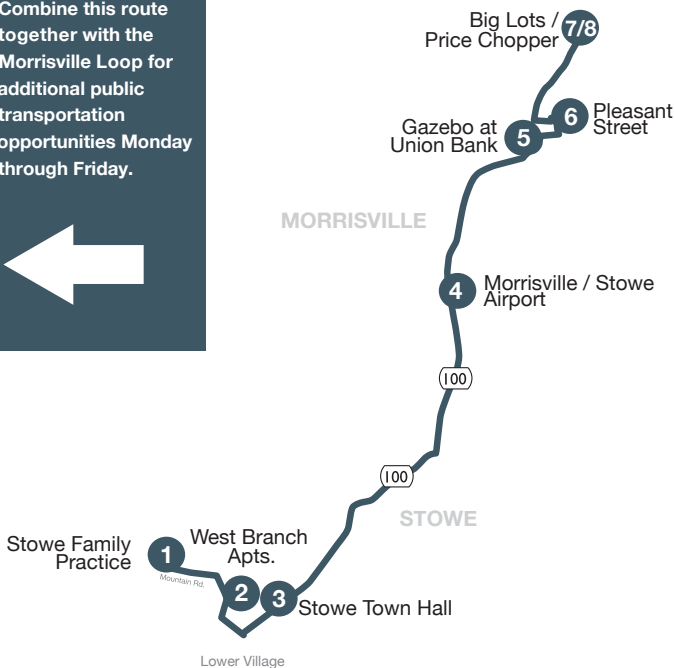 Combine this route
together with the
Morrisville Loop for
additional public
transportation
opportunities Monday
through Friday.
Big Lots /
Price Chopper
7/8
6
Pleasant
Street
Gazebo at
Union Bank
5
MORRISVILLE
4
Morrisville / Stowe
Airport
100
100
STOWE
Stowe Family
Practice
1
Mountain Rd.
West Branch
Apts.
2
3
Stowe Town Hall
Lower Village